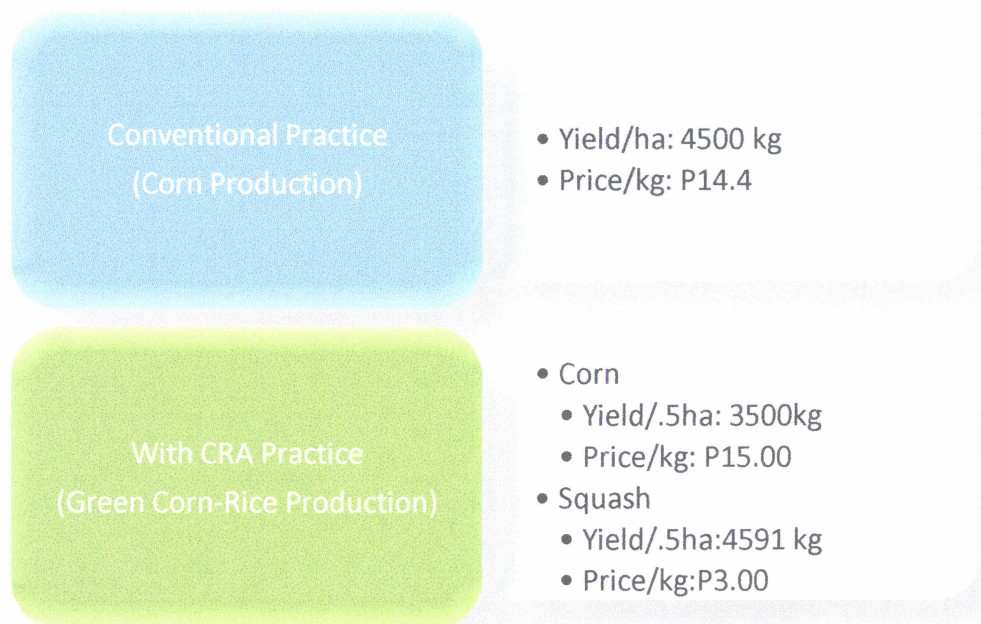 Conventional Practice
(Corn Production)
• Yield/ha: 4500 kg
• Price/kg: P14.4
With CRA Practice
(Green Corn-Rice Production)
• Corn
• Yield/.5ha: 3500kg
• Price/kg: P15.00
• Squash
• Yield/.5ha:4591 kg
• Price/kg:P3.00